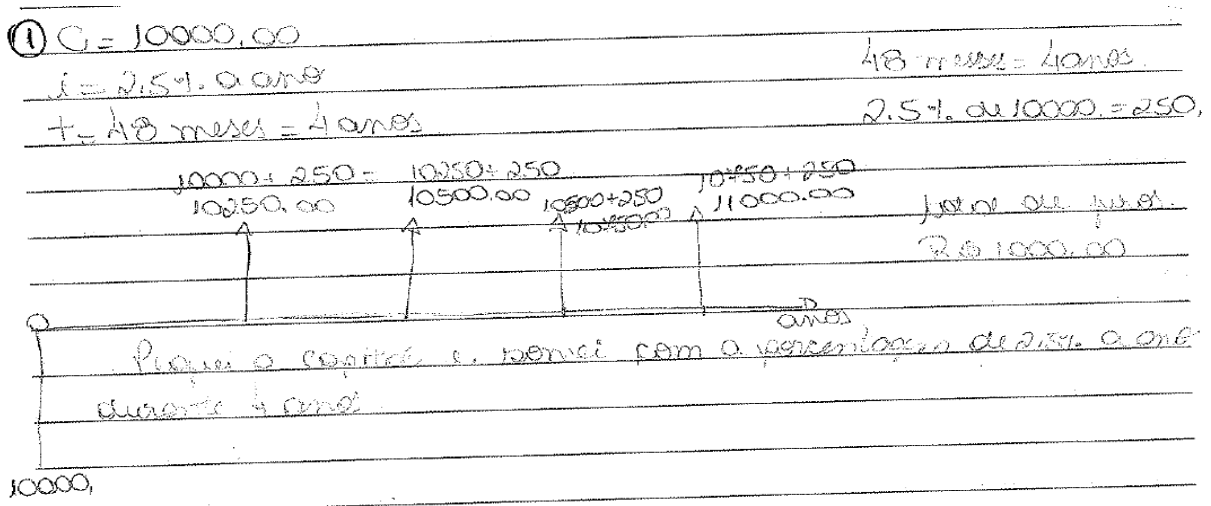 1 C = 10000,00
i = 2,5% a ano
t = 48 meses = 4 anos
48 meses = 4 anos.
2.5% de 10000. = 250,
10000 + 250 =
10250,00
10250 + 250
10500.00
10500+250
10750,00
10750 + 250
11000.00
de juros.
R$ 1000.00
anos
Peguei o capital e somei com a porcentagem de 2.5% a ano
durante 4 anos
10000,